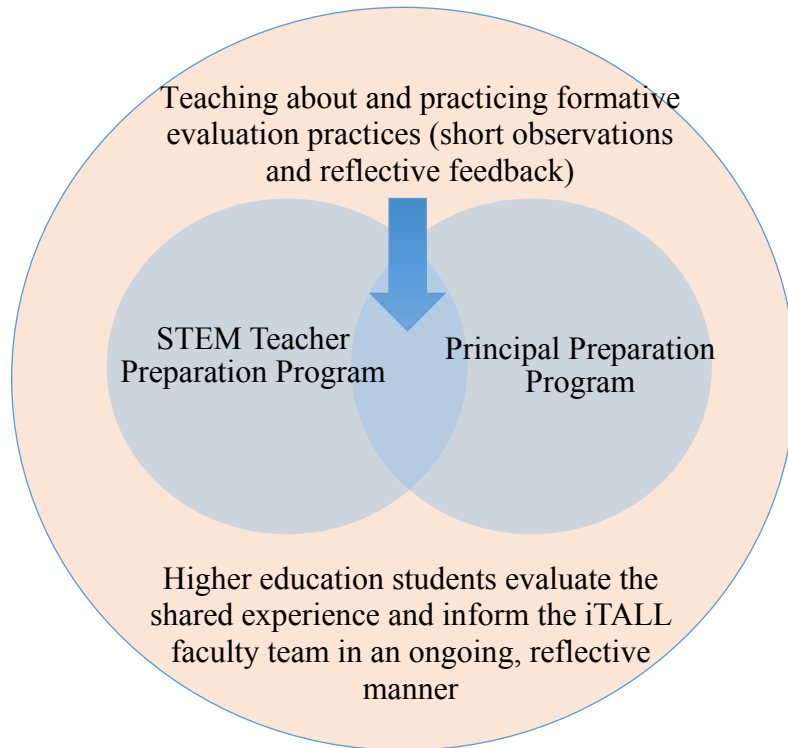 Teaching about and practicing formative
evaluation practices (short observations
and reflective feedback)
STEM Teacher
Preparation Program
Principal Preparation
Program
Higher education students evaluate the
shared experience and inform the iTALL
faculty team in an ongoing, reflective
manner